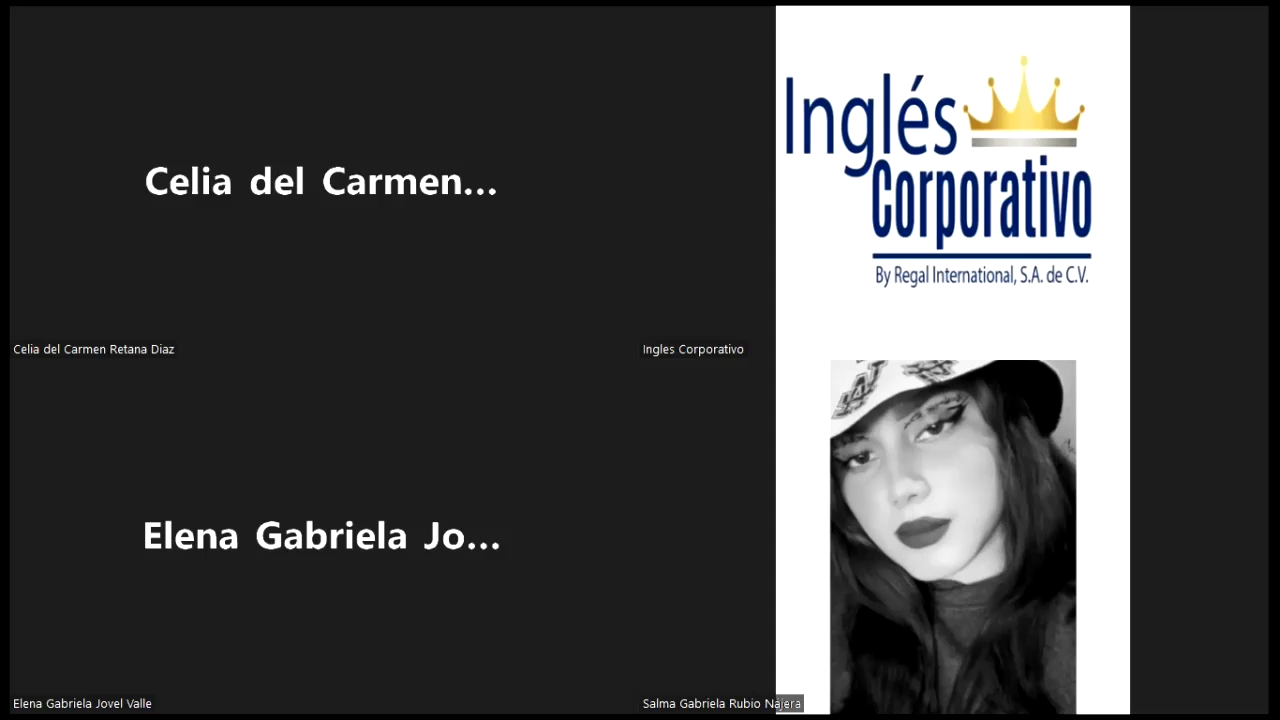 Celia del Carmen...
Celia del Carmen Retana Diaz
Inglés
Corporativo
By Regal International, S.A. de C.V.
Ingles Corporativo
Elena Gabriela Jo...
Elena Gabriela Jovel Valle
Salma Gabriela Rubio Najera